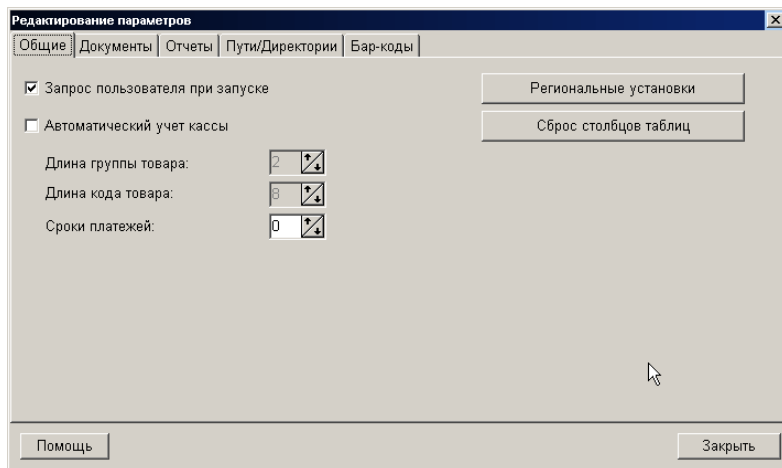 Редактирование параметров
Общие Документы Отчеты Пути/Директории Бар-коды
Запрос пользователя при запуске Региональные установки
Автоматический учет кассы Сброс столбцов таблиц
Длина группы товара: 2
Длина кода товара: 8
Сроки платежей: 0
Помощь Закрыть